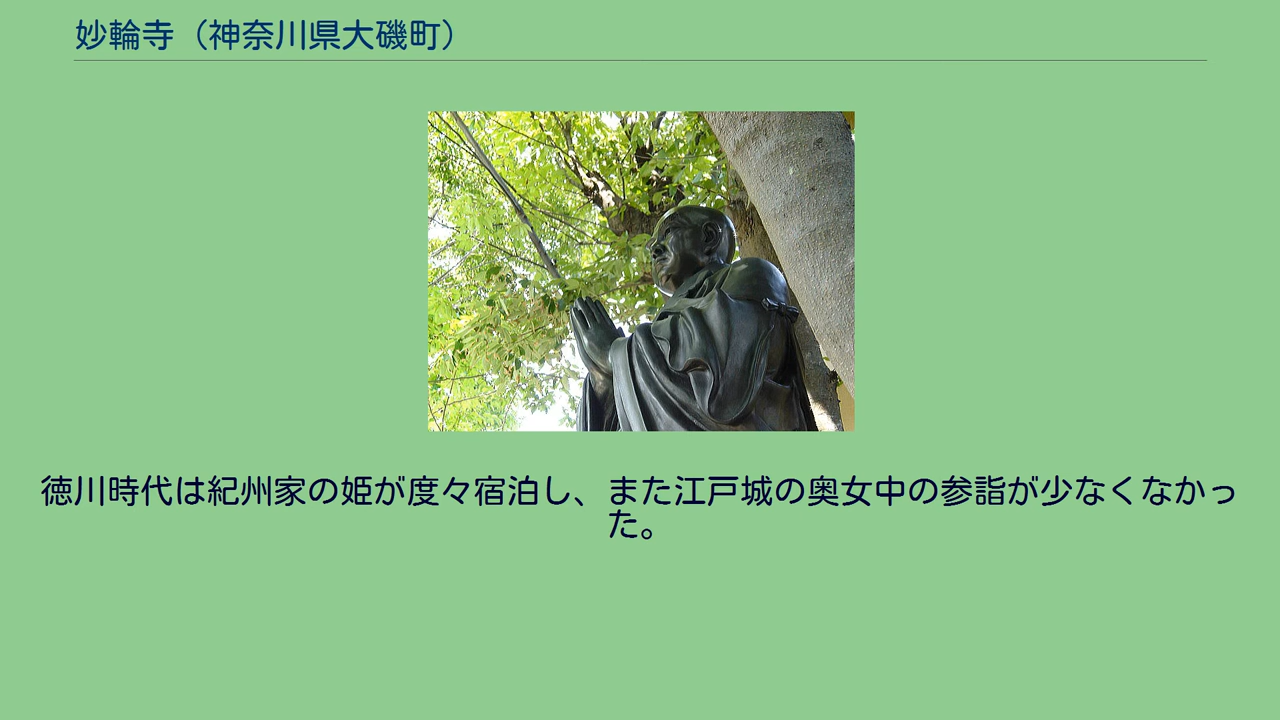 妙輪寺（神奈川県大磯町）
徳川時代は紀州家の姫が度々宿泊し、また江戸城の奥女中の参詣が少なくなかっ
た。